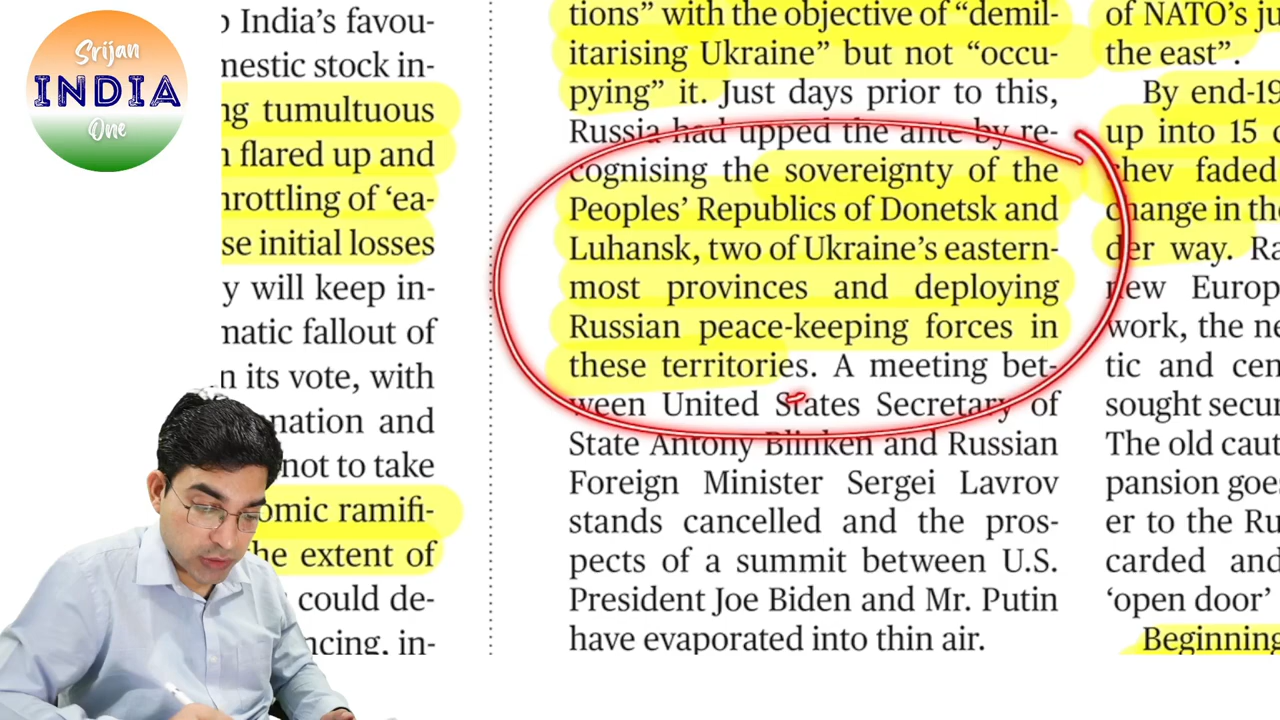 Srijan
INDIA
One
India's favou-
mestic stock in-
ng tumultuous
flared up and
hrottling of 'ea-
se initial losses
y will keep in-
matic fallout of
n its vote, with
nation and
not to take
omic ramifi-
he extent of
could de-
ncing, in-
tions” with the objective of “demil-
itarising Ukraine” but not “occu-
pying” it. Just days prior to this,
Russia had upped the ante by re-
cognising the sovereignty of the
Peoples’ Republics of Donetsk and
Luhansk, two of Ukraine’s eastern-
most provinces and deploying
Russian peace-keeping forces in
these territories. A meeting bet-
ween United States Secretary of
State Antony Blinken and Russian
Foreign Minister Sergei Lavrov
stands cancelled and the pros-
pects of a summit between U.S.
President Joe Biden and Mr. Putin
have evaporated into thin air.
of NATO’s ju
the east”.
By end-19
up into 15
chev faded
change in the
der way. Ra
new Europ
work, the ne
tic and cen
sought secur
The old caut
pansion goes
er to the Ru
carded and
‘open door’
Beginning